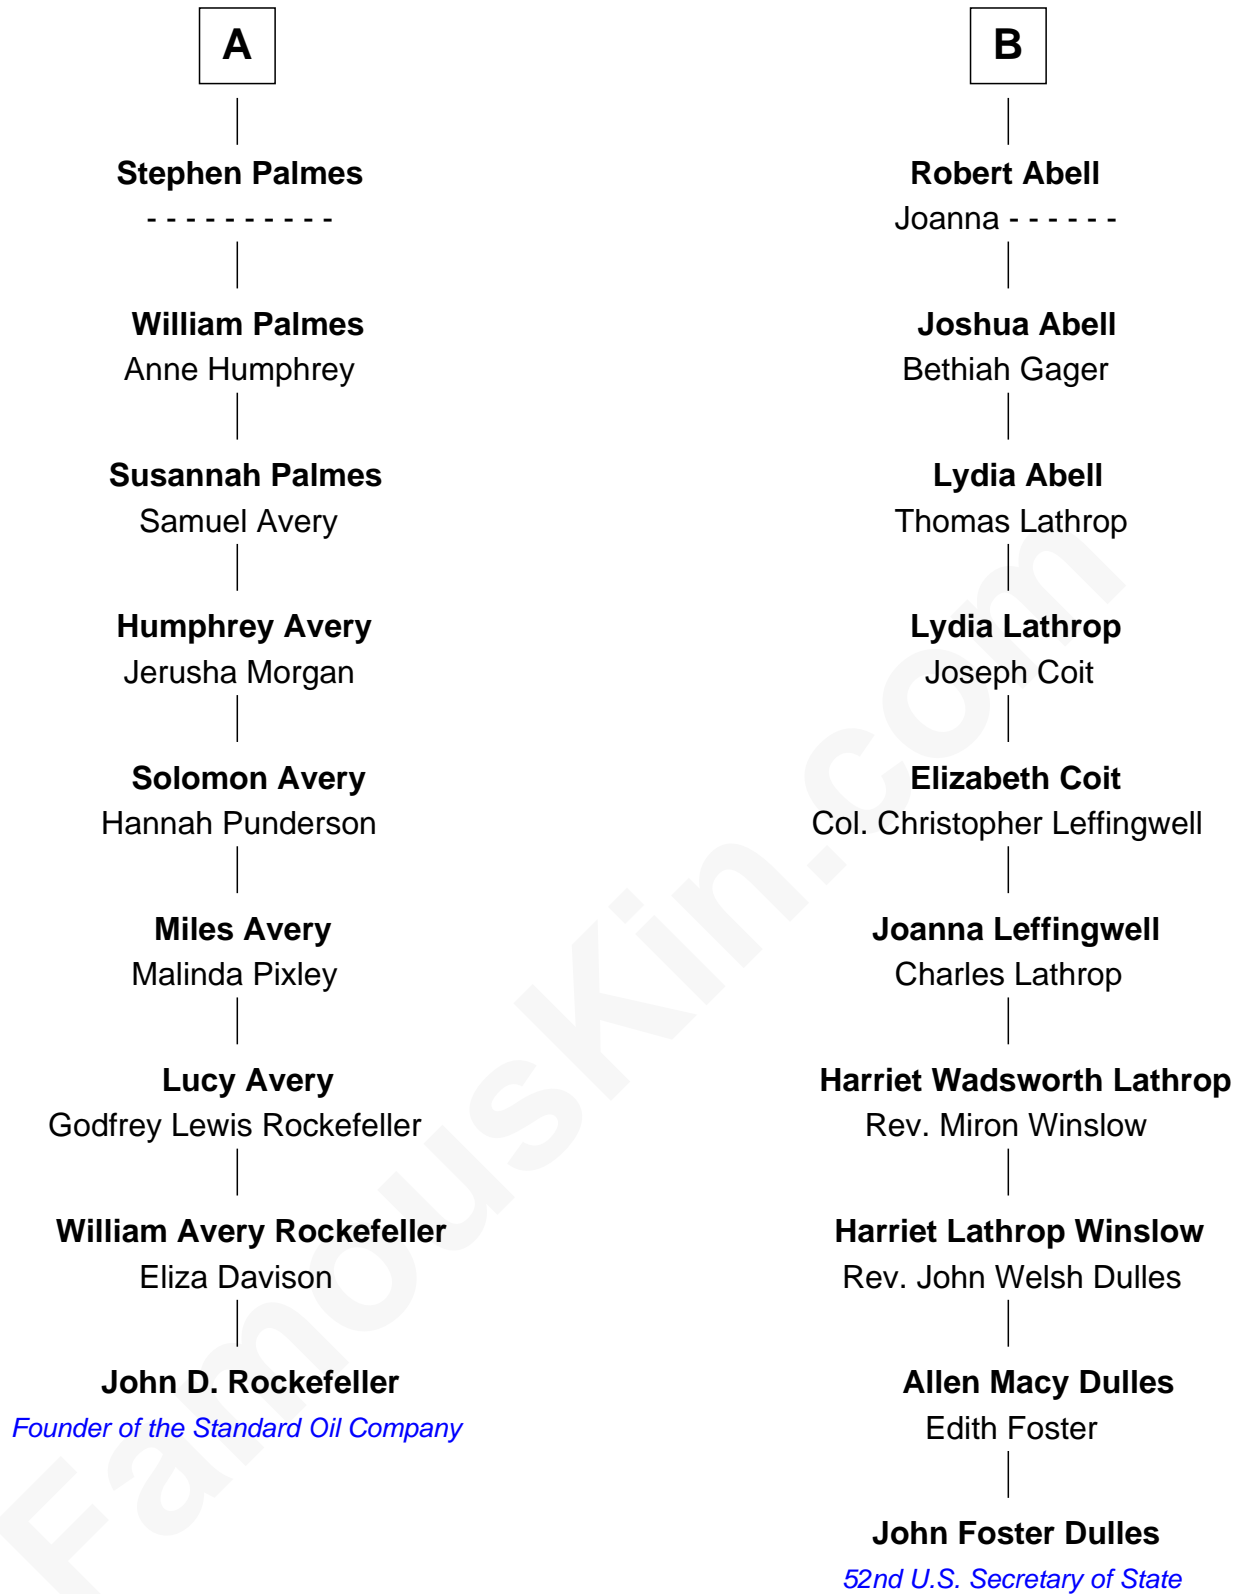 A
Stephen Palmes
- - - - - - - - - -
William Palmes
Anne Humphrey
Susannah Palmes
Samuel Avery
Humphrey Avery
Jerusha Morgan
Solomon Avery
Hannah Punderson
Miles Avery
Malinda Pixley
Lucy Avery
Godfrey Lewis Rockefeller
William Avery Rockefeller
Eliza Davison
John D. Rockefeller
Founder of the Standard Oil Company
B
Robert Abell
Joanna - - - - - -
Joshua Abell
Bethiah Gager
Lydia Abell
Thomas Lathrop
Lydia Lathrop
Joseph Coit
Elizabeth Coit
Col. Christopher Leffingwell
Joanna Leffingwell
Charles Lathrop
Harriet Wadsworth Lathrop
Rev. Miron Winslow
Harriet Lathrop Winslow
Rev. John Welsh Dulles
Allen Macy Dulles
Edith Foster
John Foster Dulles
52nd U.S. Secretary of State
FamousKin.com